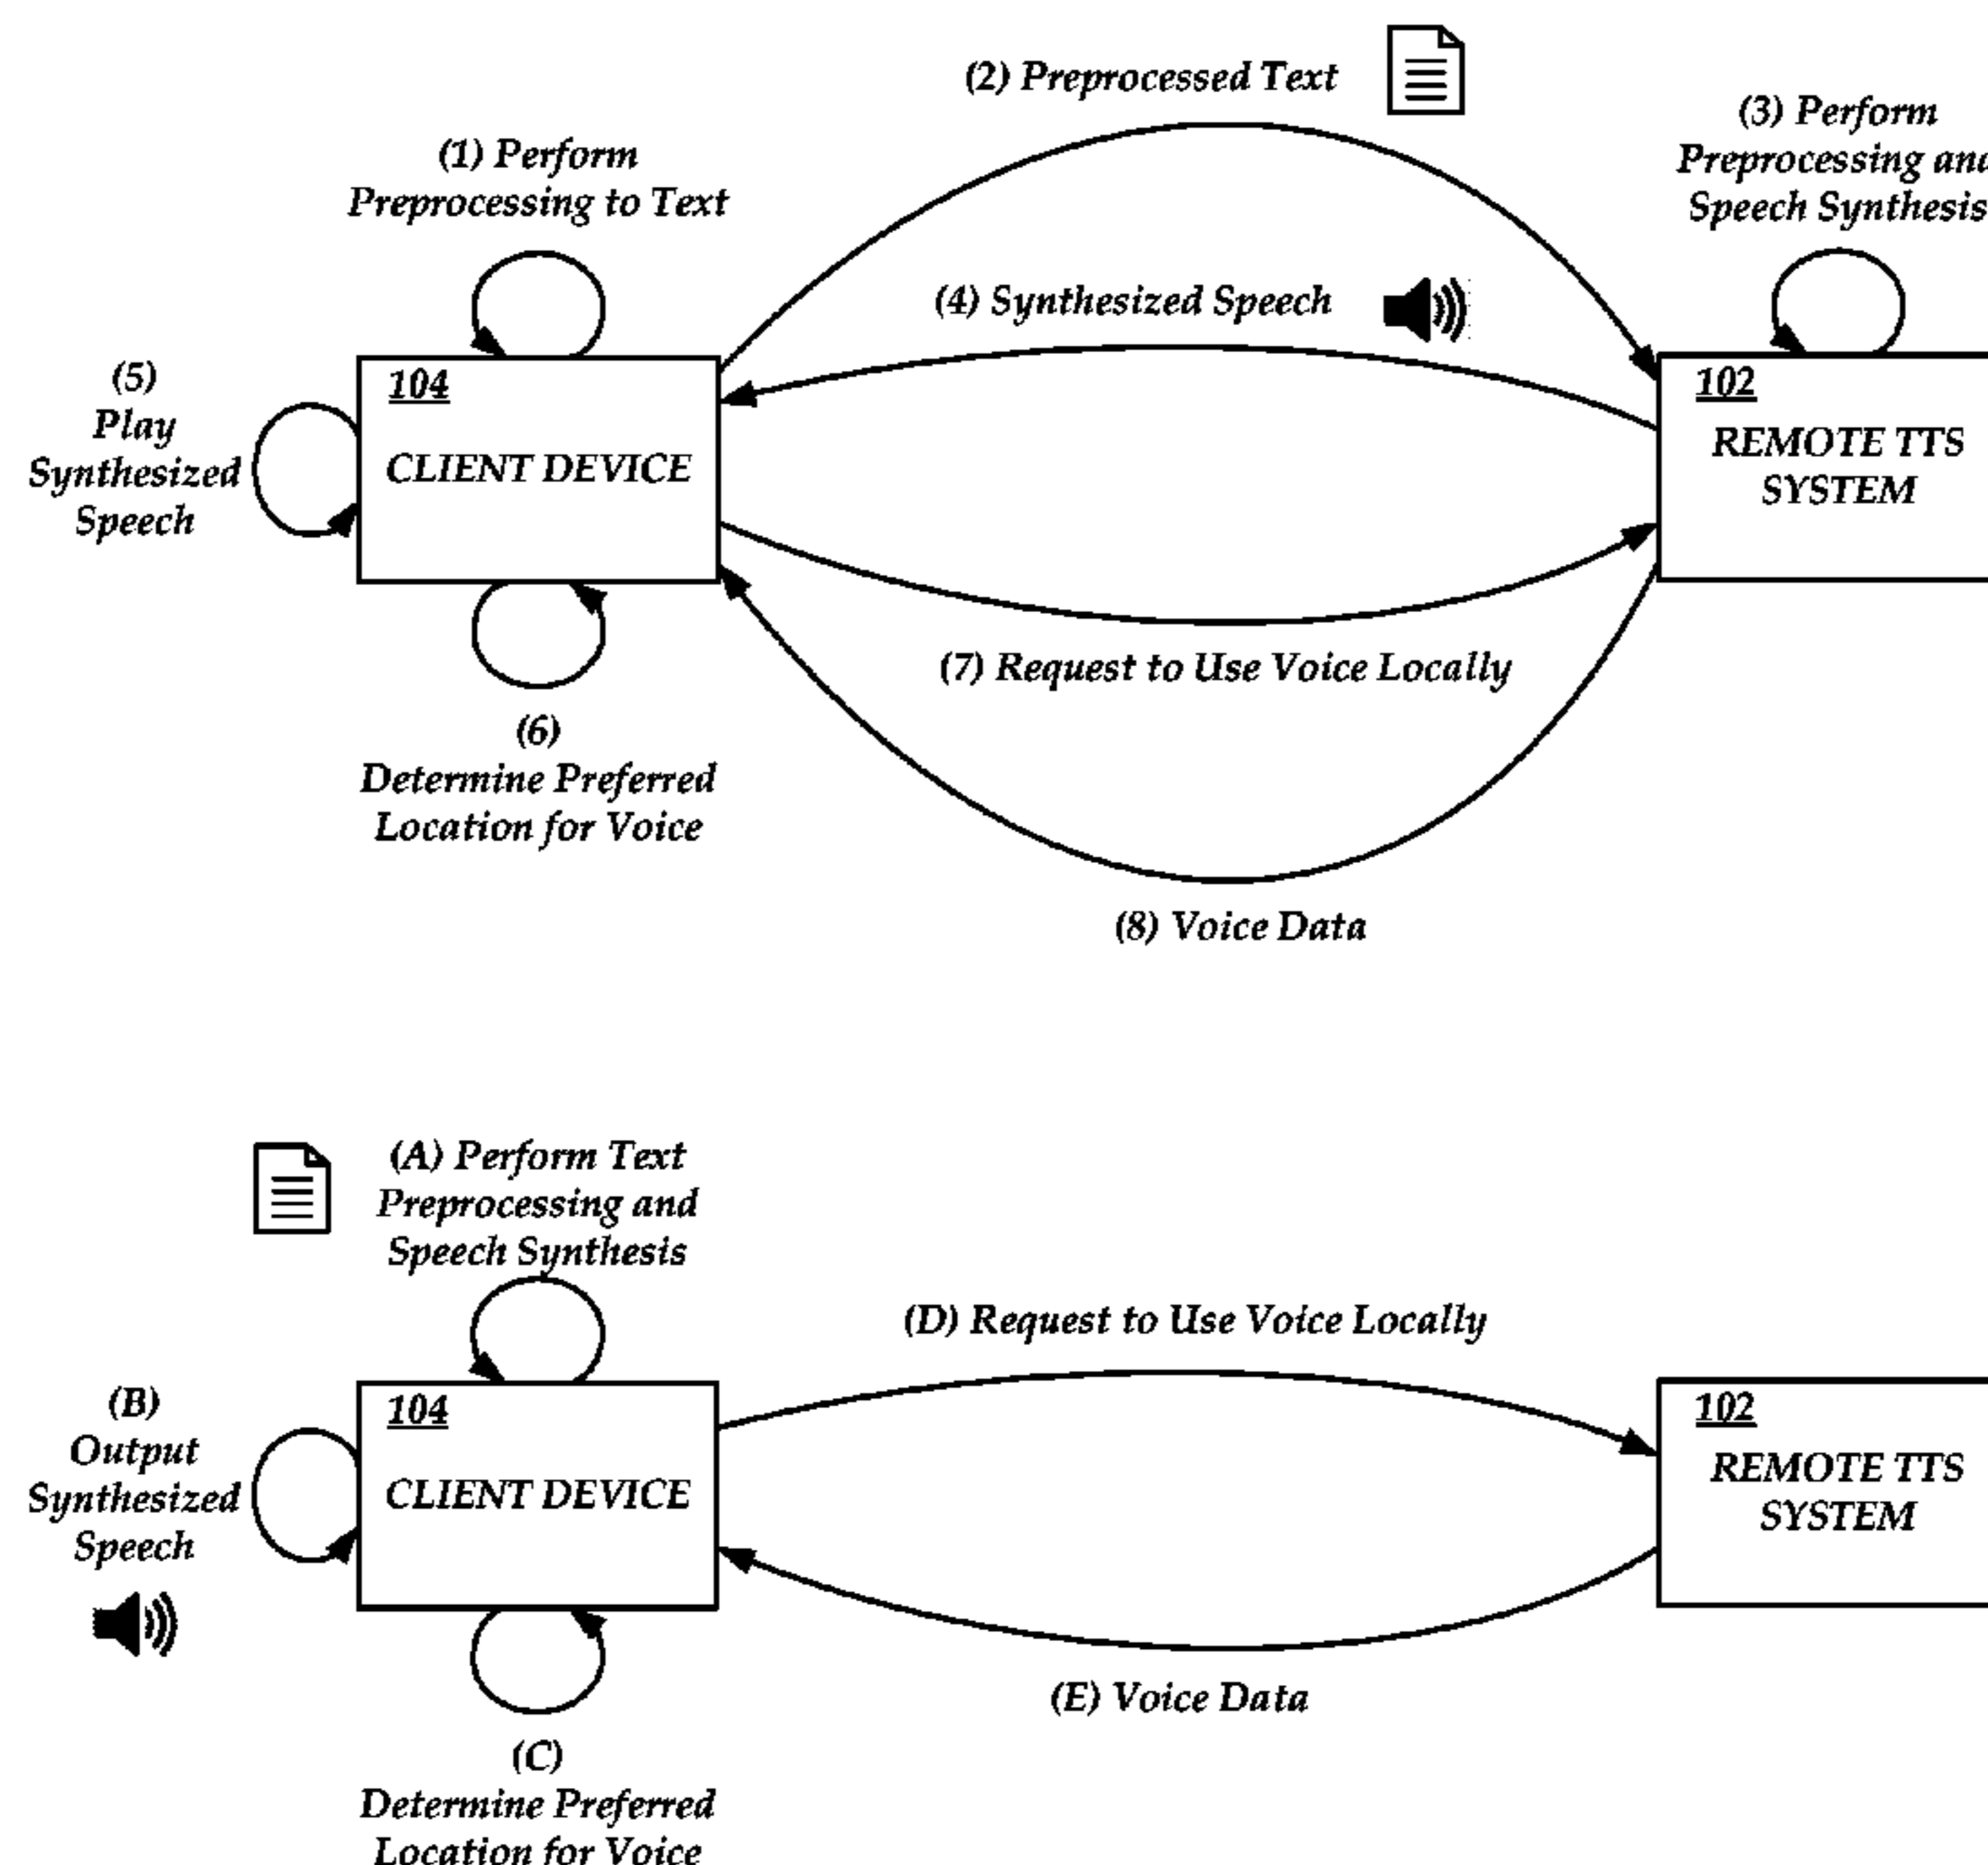 (2) Preprocessed Text
(3) Perform
Preprocessing and
Speech Synthesis
(1) Perform
Preprocessing to Text
(4) Synthesized Speech
(5)
Play
Synthesized
Speech
104
CLIENT DEVICE
102
REMOTE TTS
SYSTEM
(7) Request to Use Voice Locally
(6)
Determine Preferred
Location for Voice
(8) Voice Data
(A) Perform Text
Preprocessing and
Speech Synthesis
(D) Request to Use Voice Locally
(B)
Output
Synthesized
Speech
104
CLIENT DEVICE
102
REMOTE TTS
SYSTEM
(E) Voice Data
(C)
Determine Preferred
Location for Voice